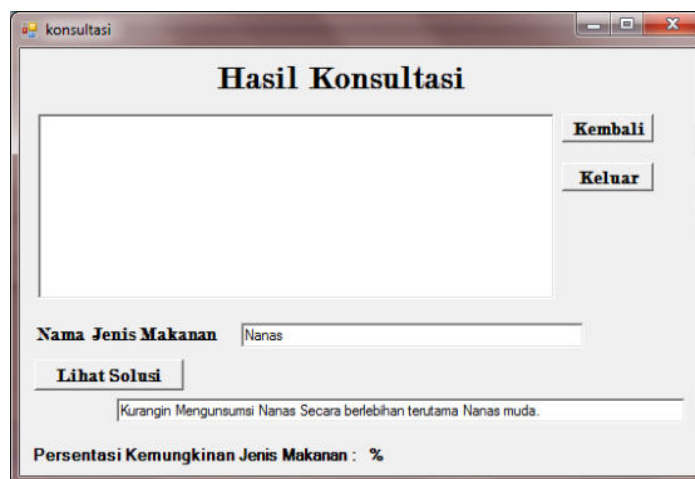 konsultasi
Hasil Konsultasi
Kembali
Keluar
Nama Jenis Makanan Nanas
Lihat Solusi
Kurangin Mengunsumsi Nanas Secara berlebihan terutama Nanas muda.
Persentasi Kemungkinan Jenis Makanan : %